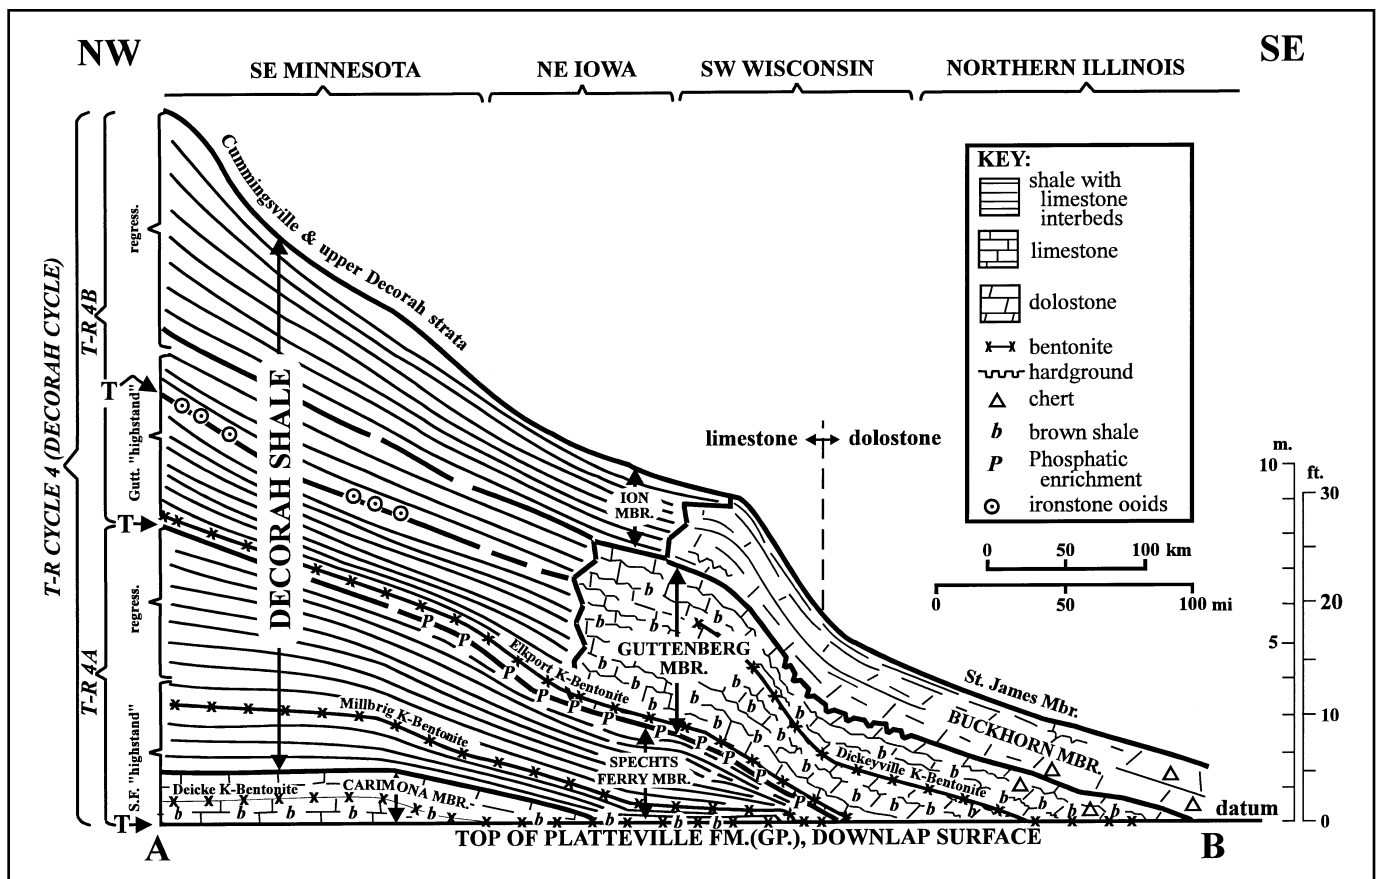 NW
SE
SE MINNESOTA
NE IOWA
SW WISCONSIN
NORTHERN ILLINOIS
T-R CYCLE 4 (DECORAH CYCLE)
T-R 4B
T-R 4A
regress.
Gutt. "highstand"
regress.
S.F. "highstand"
T
T
T
Cummingsville & upper Decorah strata
DECORAH SHALE
KEY:
shale with
limestone
interbeds
limestone
dolostone
bentonite
hardground
chert
b brown shale
P Phosphatic
enrichment
ironstone ooids
0 50 100 km
0 50 100 mi
m.
ft.
10
5
30
20
10
0
limestone
dolostone
ION
MBR.
GUTTENBERG
MBR.
Elkport K-Bentonite
Millbrig K-Bentonite
SPECHTS
FERRY MBR.
Deicke K-Bentonite
CARIMONA MBR.
Dickeyville K-Bentonite
St. James Mbr.
BUCKHORN MBR.
datum
TOP OF PLATTEVILLE FM.(GP.), DOWNLAP SURFACE
A
B